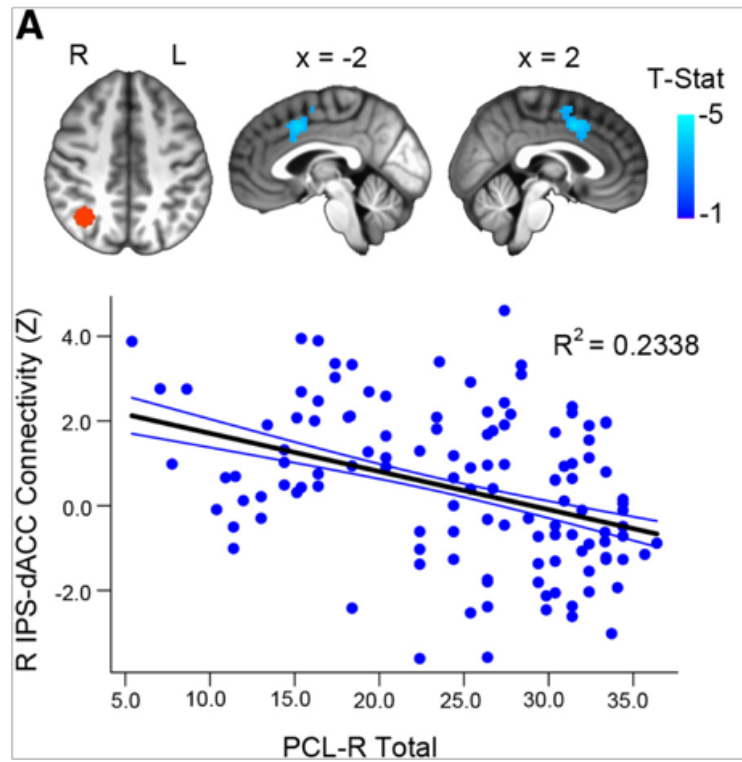 A
R L x = -2 x = 2
T-Stat
-5
-1
R IPS-dACC Connectivity (Z)
4.0
2.0
0.0
-2.0
R² = 0.2338
5.0 10.0 15.0 20.0 25.0 30.0 35.0
PCL-R Total